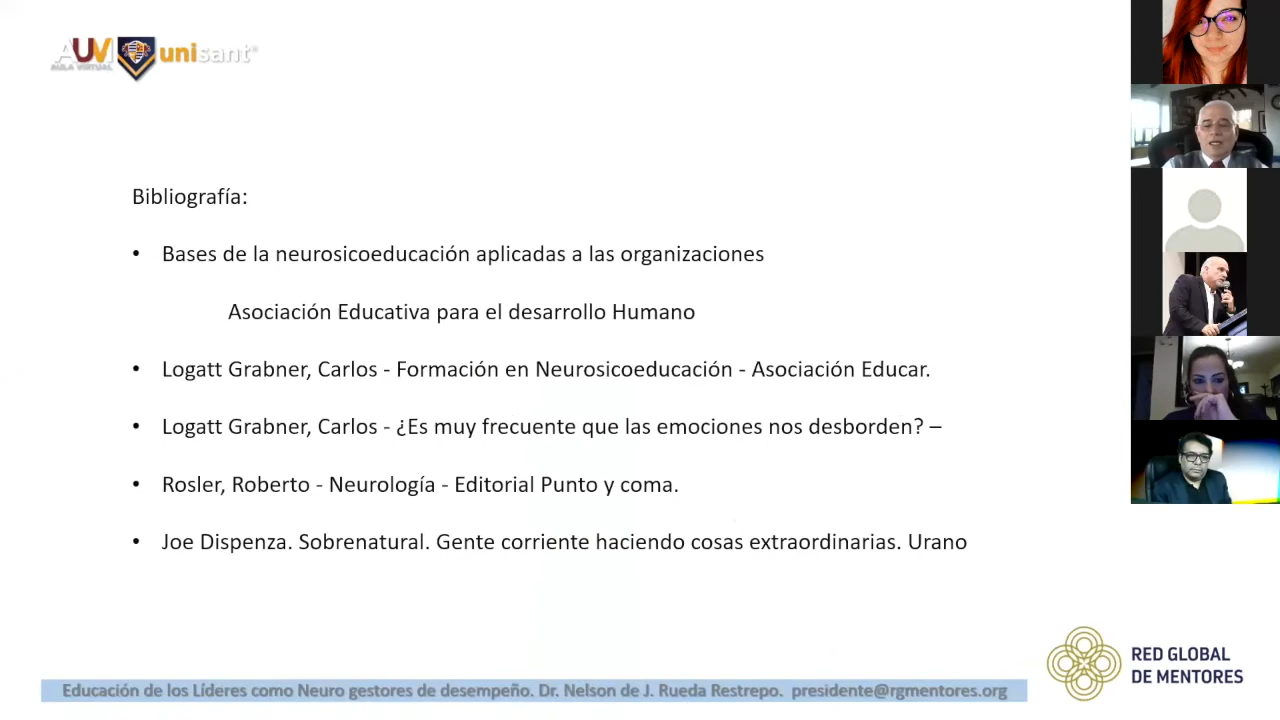 AUV
AULA VIRTUAL
unisant®
Bibliografía:
• Bases de la neurosicoeducación aplicadas a las organizaciones
Asociación Educativa para el desarrollo Humano
• Logatt Grabner, Carlos - Formación en Neurosicoeducación - Asociación Educar.
• Logatt Grabner, Carlos - ¿Es muy frecuente que las emociones nos desborden? –
• Rosler, Roberto - Neurología - Editorial Punto y coma.
• Joe Dispenza. Sobrenatural. Gente corriente haciendo cosas extraordinarias. Urano
RED GLOBAL
DE MENTORES
Educación de los Líderes como Neuro gestores de desempeño. Dr. Nelson de J. Rueda Restrepo. presidente@rgmentores.org